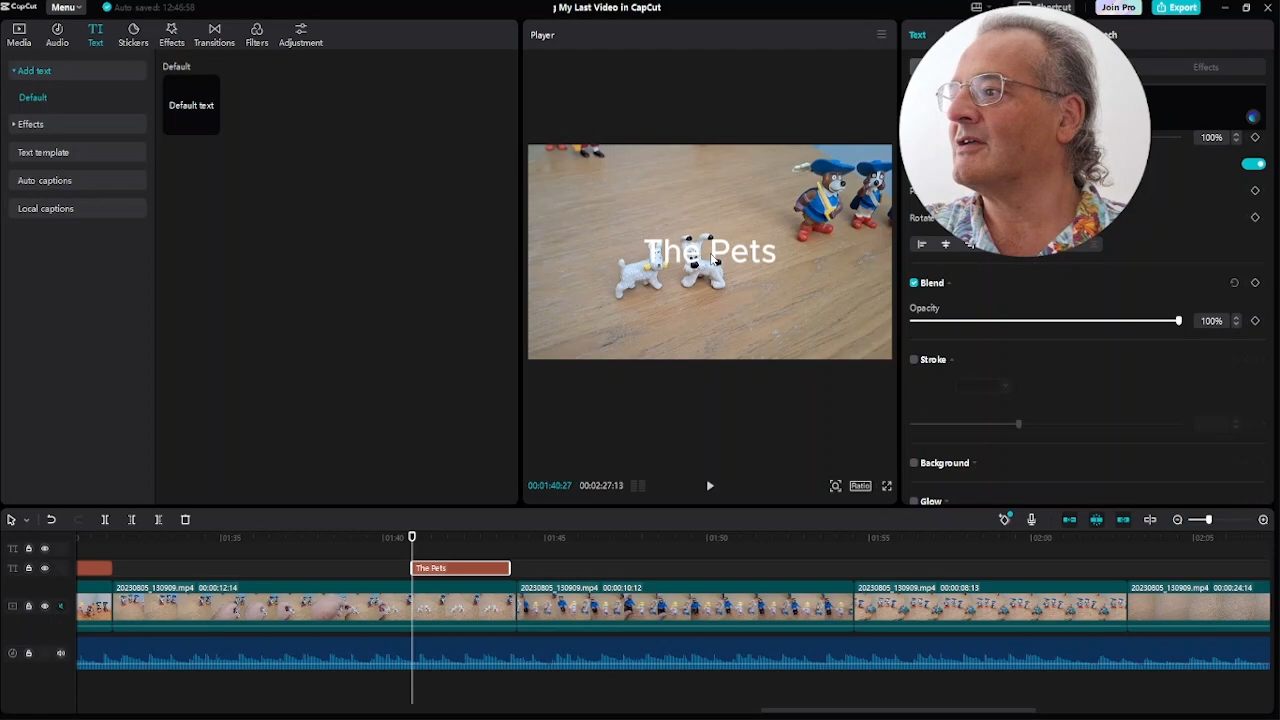 CapCut
Menu
Auto saved: 12:46:58
My Last Video in CapCut
Shortcut
Join Pro
Export
Media
Audio
Text
Stickers
Effects
Transitions
Filters
Adjustment
Player
Text
Add text
Default
Default
Default text
Effects
Effects
Text template
Auto captions
Local captions
100%
The Pets
Rotate
Blend
Opacity
100%
Stroke
Background
Glow
00:01:40:27
00:02:27:13
Ratio
01:35
01:40
01:45
01:50
01:55
02:00
02:05
The Pets
20230805_130909.mp4 00:00:12:14
20230805_130909.mp4 00:00:10:12
20230805_130909.mp4 00:00:08:13
20230805_130909.mp4 00:00:24:14